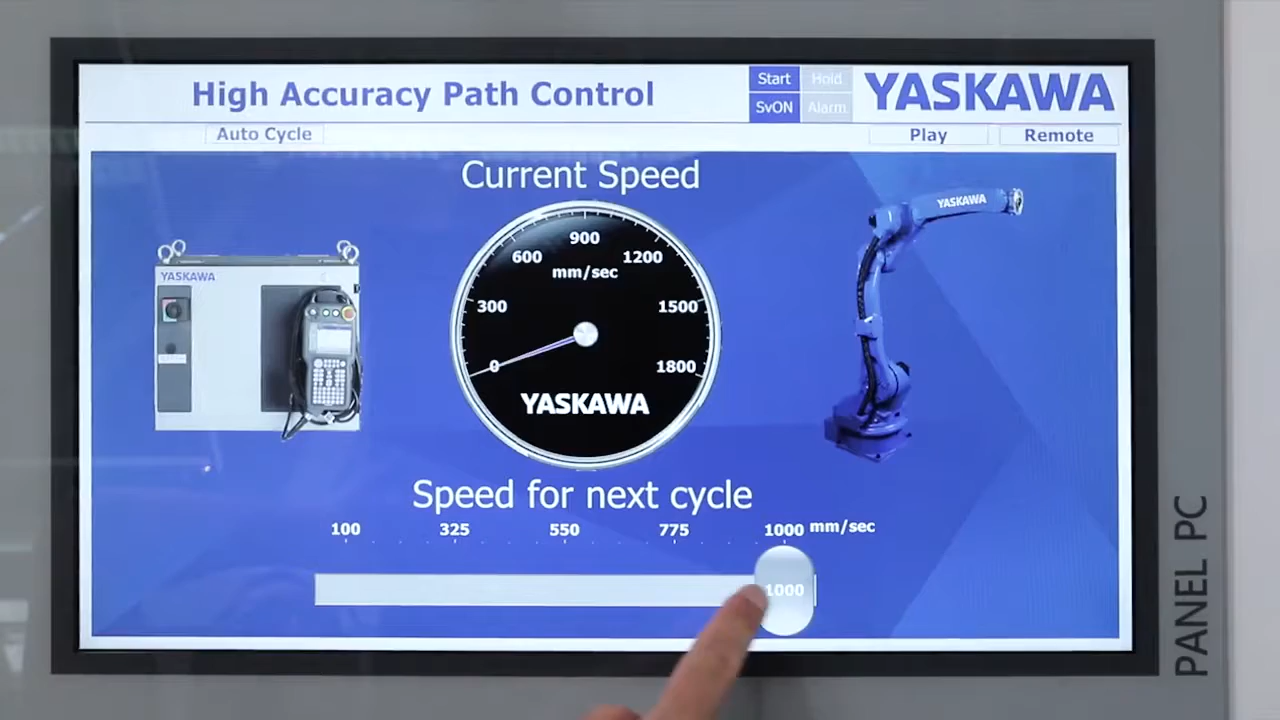 High Accuracy Path Control
Start Hold
SvON Alarm
YASKAWA
Auto Cycle
Play
Remote
Current Speed
YASKAWA
YASKAWA
0
300
600
900
1200
1500
1800
mm/sec
YASKAWA
Speed for next cycle
100 325 550 775 1000 mm/sec
1000
PANEL PC